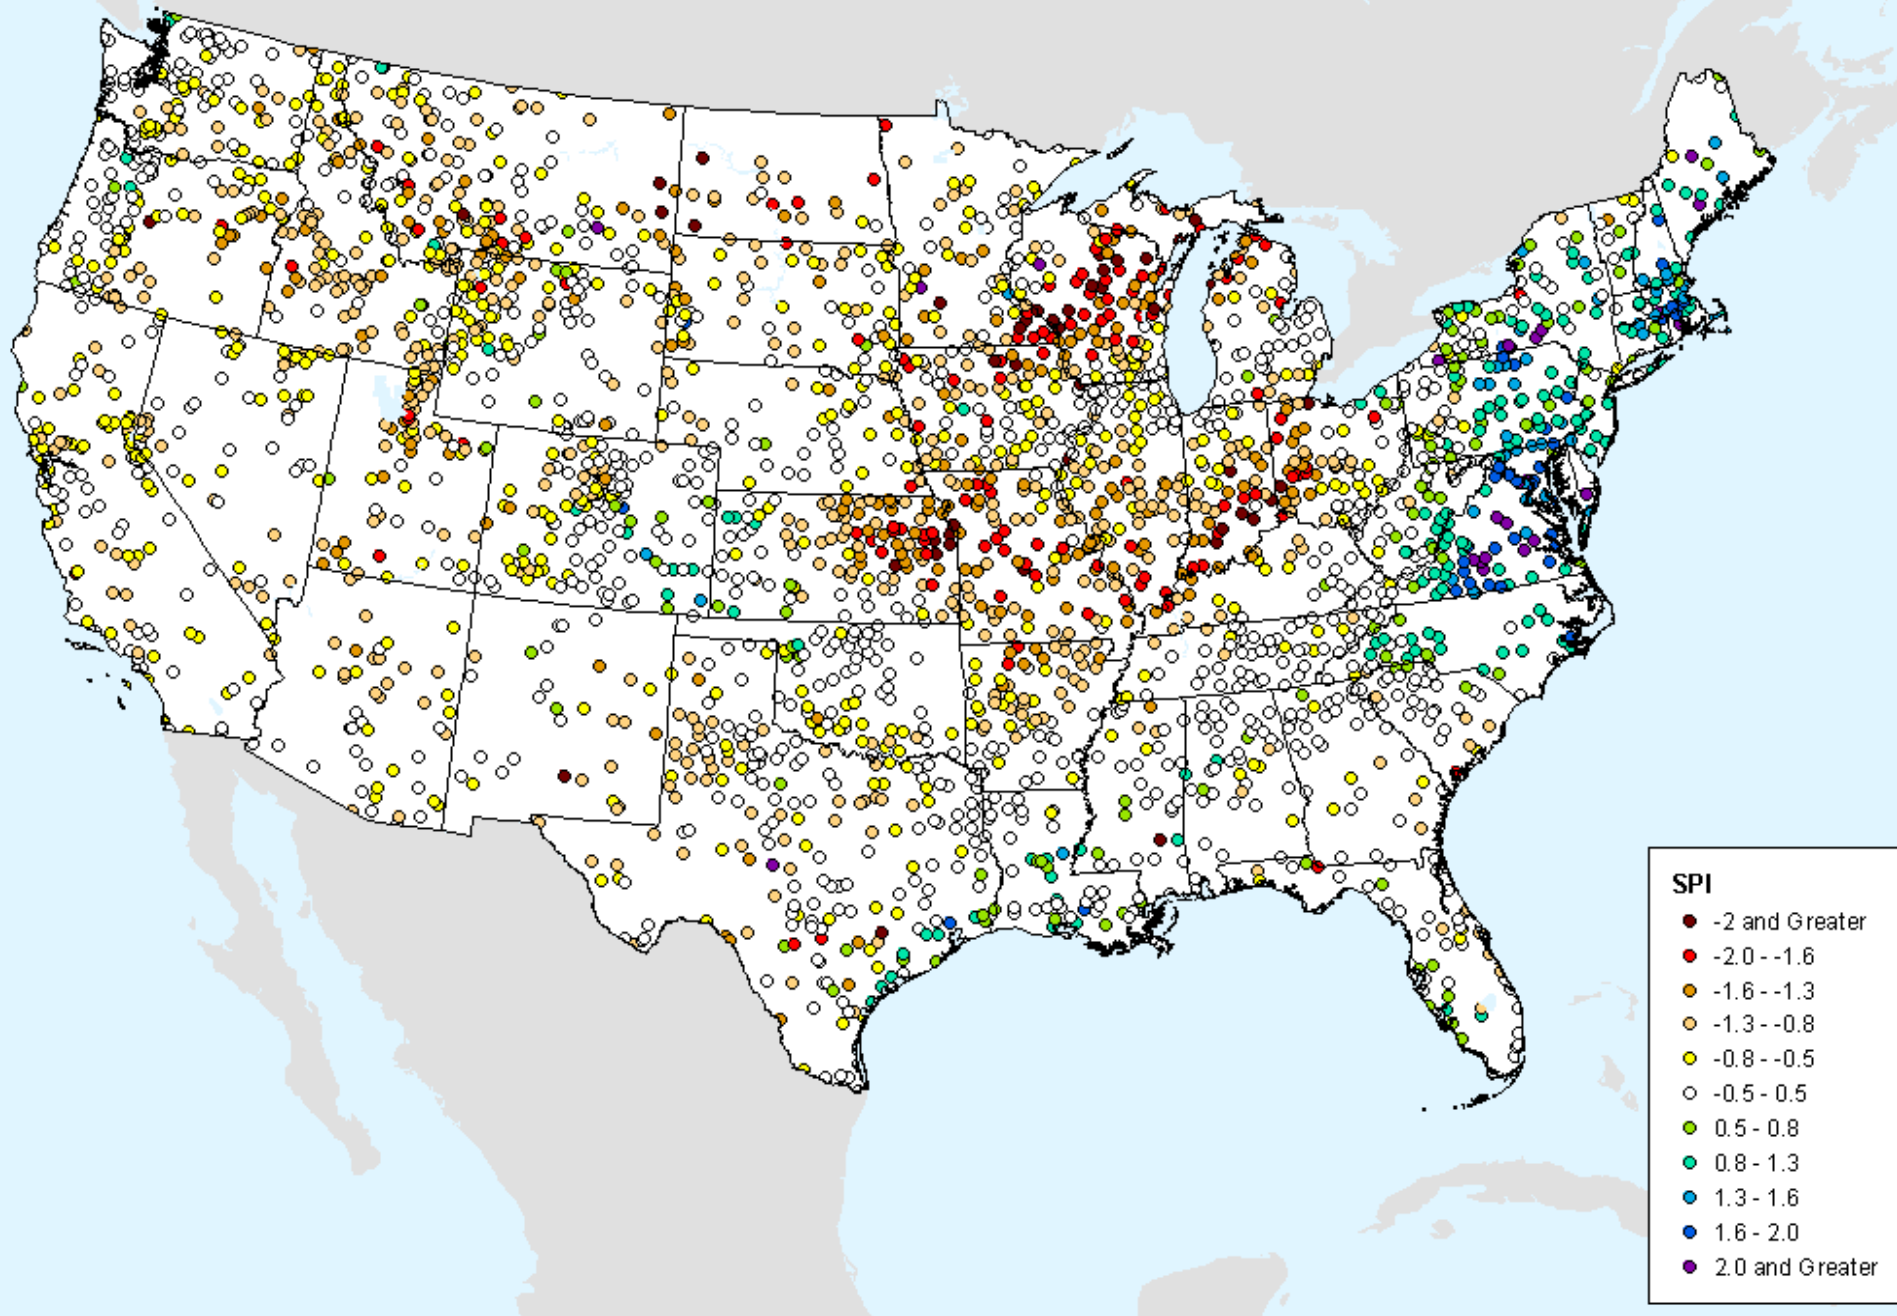 SPI
-2 and Greater
-2.0 - -1.6
-1.6 - -1.3
-1.3 - -0.8
-0.8 - -0.5
-0.5 - 0.5
0.5 - 0.8
0.8 - 1.3
1.3 - 1.6
1.6 - 2.0
2.0 and Greater